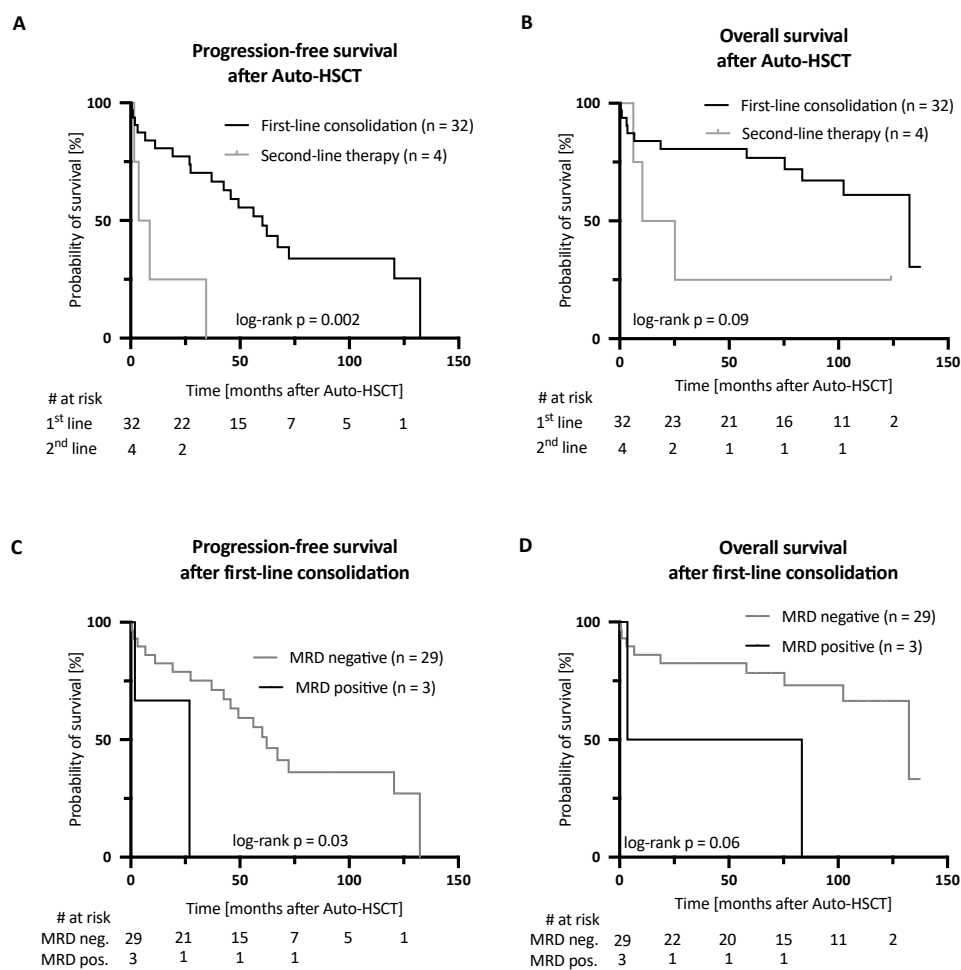 A
Progression-free survival
after Auto-HSCT
Probability of survival [%]
100
50
0
First-line consolidation (n = 32)
Second-line therapy (n = 4)
log-rank p = 0.002
0 50 100 150
Time [months after Auto-HSCT]
# at risk
1st line 32 22 15 7 5 1
2nd line 4 2
B
Overall survival
after Auto-HSCT
Probability of survival [%]
100
50
0
First-line consolidation (n = 32)
Second-line therapy (n = 4)
log-rank p = 0.09
0 50 100 150
Time [months after Auto-HSCT]
# at risk
1st line 32 23 21 16 11 2
2nd line 4 2 1 1 1
C
Progression-free survival
after first-line consolidation
Probability of survival [%]
100
50
0
MRD negative (n = 29)
MRD positive (n = 3)
log-rank p = 0.03
0 50 100 150
Time [months after Auto-HSCT]
# at risk
MRD neg. 29 21 15 7 5 1
MRD pos. 3 1 1 1
D
Overall survival
after first-line consolidation
Probability of survival [%]
100
50
0
MRD negative (n = 29)
MRD positive (n = 3)
log-rank p = 0.06
0 50 100 150
Time [months after Auto-HSCT]
# at risk
MRD neg. 29 22 20 15 11 2
MRD pos. 3 1 1 1